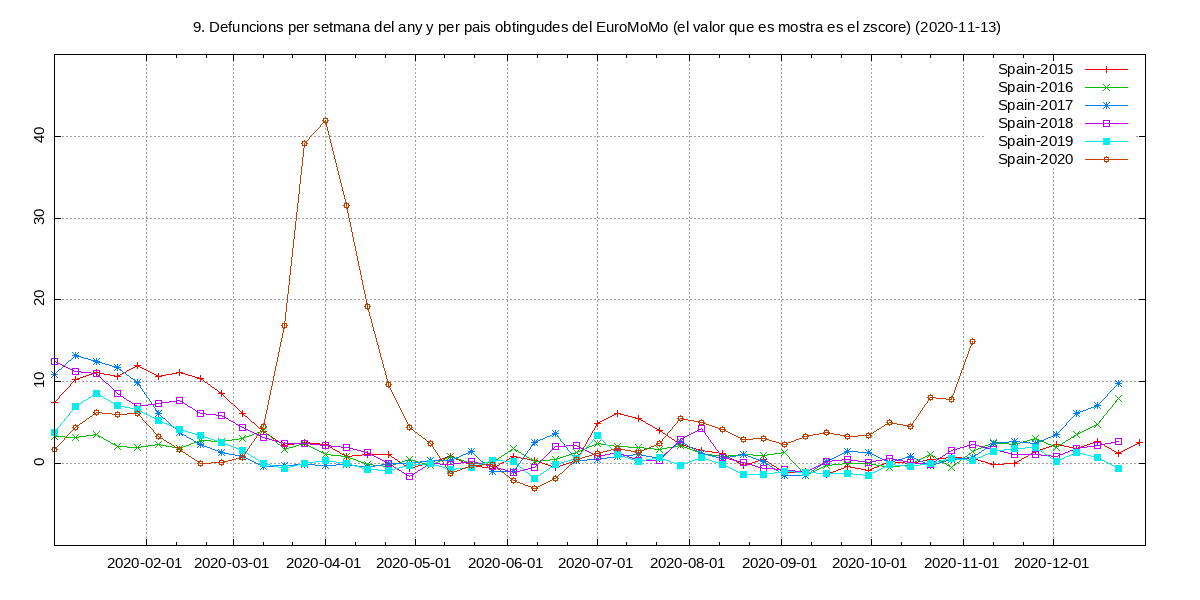 9. Defuncions per setmana del any y per pais obtingudes del EuroMoMo (el valor que es mostra es el zscore) (2020-11-13)
Spain-2015
Spain-2016
Spain-2017
Spain-2018
Spain-2019
Spain-2020
40
30
20
10
0
2020-02-01 2020-03-01 2020-04-01 2020-05-01 2020-06-01 2020-07-01 2020-08-01 2020-09-01 2020-10-01 2020-11-01 2020-12-01